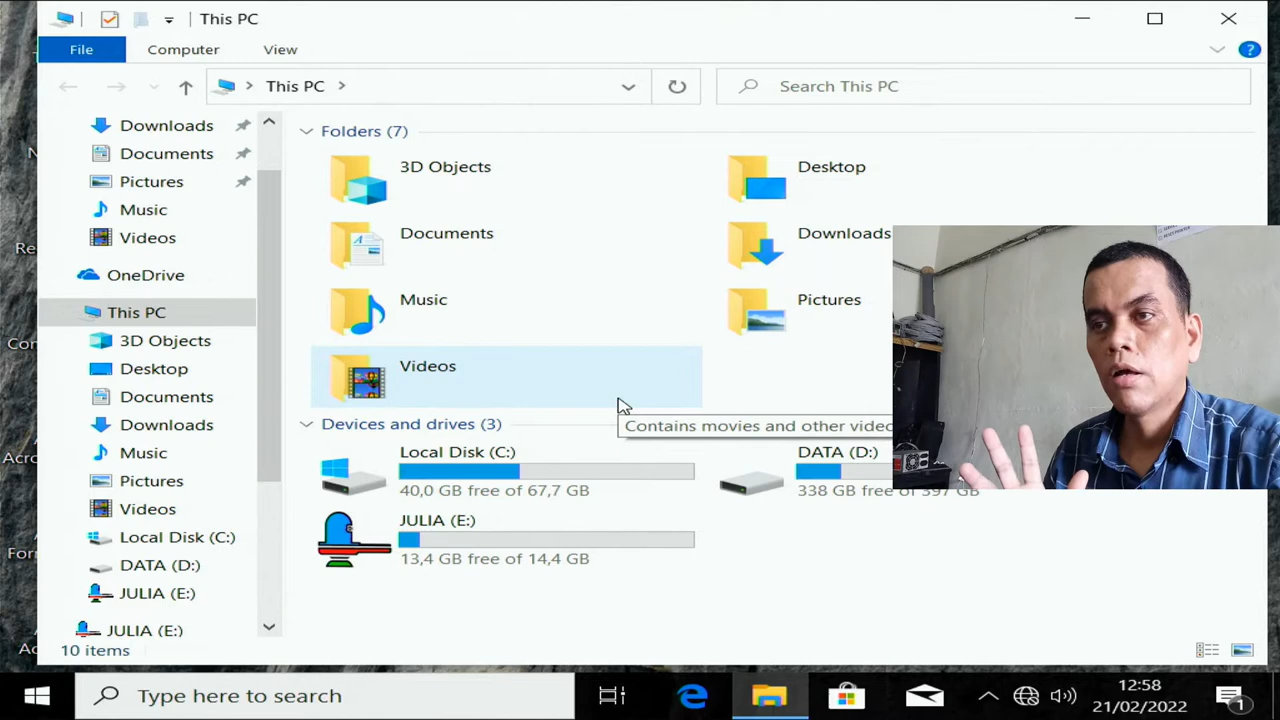 This PC
File
Computer
View
This PC
Search This PC
Downloads
Documents
Pictures
Music
Videos
OneDrive
This PC
3D Objects
Desktop
Documents
Downloads
Music
Pictures
Videos
Local Disk (C:)
DATA (D:)
JULIA (E:)
JULIA (E:)
Folders (7)
3D Objects
Desktop
Documents
Downloads
Music
Pictures
Videos
Contains movies and other video
Devices and drives (3)
Local Disk (C:)
40,0 GB free of 67,7 GB
DATA (D:)
338 GB free of 397 GB
JULIA (E:)
13,4 GB free of 14,4 GB
10 items
Type here to search
12:58
21/02/2022
1